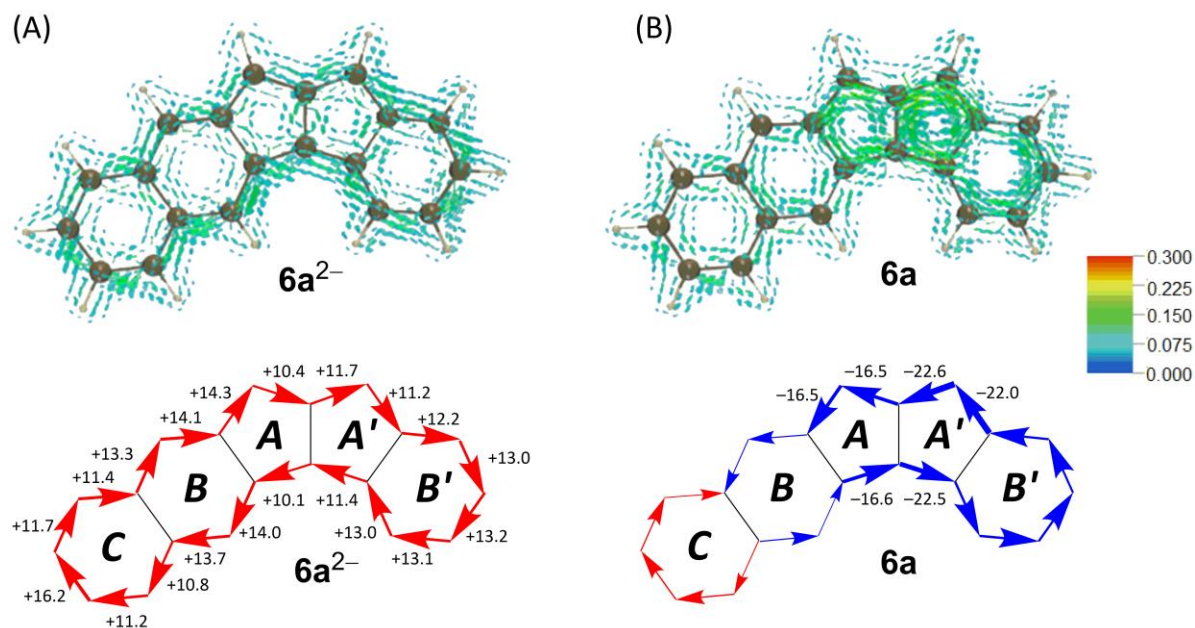 (A)
(B)
6a2−
6a
0.300
0.225
0.150
0.075
0.000
+10.4
+11.7
+14.3
+11.2
+14.1
+12.2
+13.3
+11.4
+13.0
+11.7
+10.1
+11.4
+14.0
+13.0
+13.2
+13.7
+13.1
+16.2
+10.8
+11.2
A
A'
B
B'
C
6a2−
−16.5
−22.6
−16.5
−22.0
−16.6
−22.5
A
A'
B
B'
C
6a